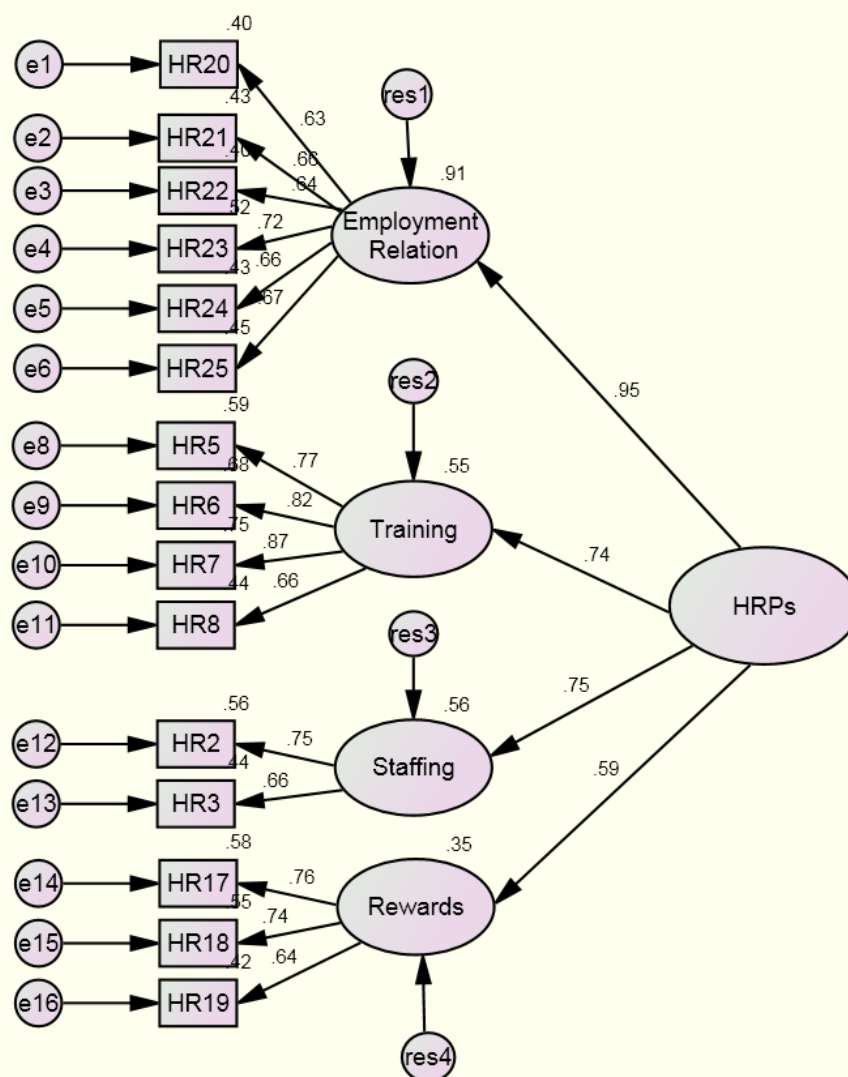 .40
e1
HR20
.63
res1
.43
e2
HR21
.66
.40
e3
HR22
.64
.91
Employment
Relation
.52
e4
HR23
.72
.43
e5
HR24
.66
.45
e6
HR25
.67
.95
res2
.59
e8
HR5
.77
.55
Training
.68
e9
HR6
.82
.75
e10
HR7
.87
.44
e11
HR8
.66
.74
HRPs
res3
.56
e12
HR2
.75
.56
Staffing
.44
e13
HR3
.66
.75
.58
e14
HR17
.76
.35
Rewards
.55
e15
HR18
.74
.42
e16
HR19
.64
.59
res4